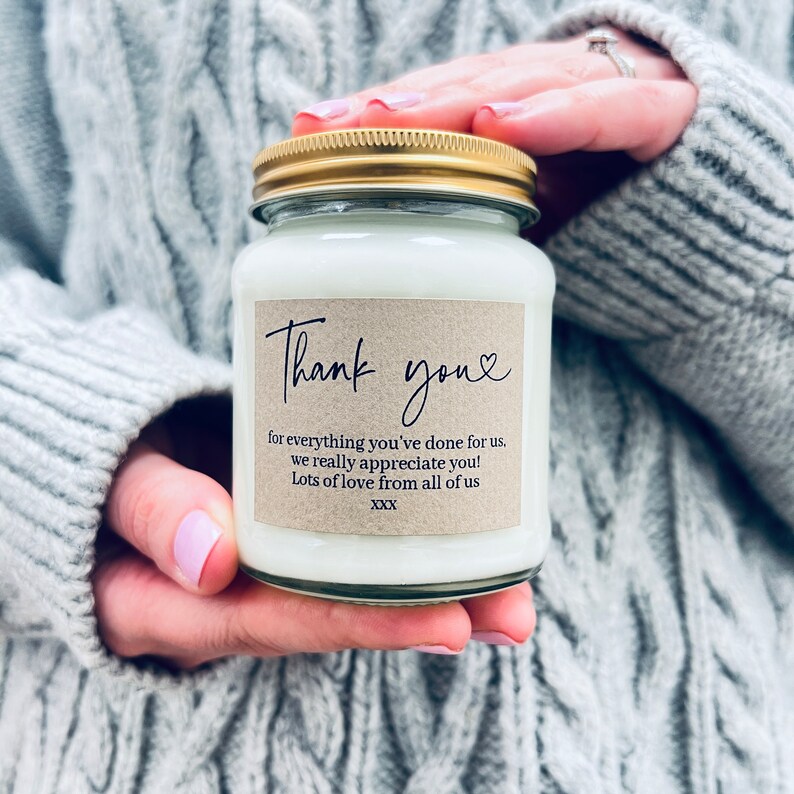 Thank you
for everything you've done for us,
we really appreciate you!
Lots of love from all of us
xxx